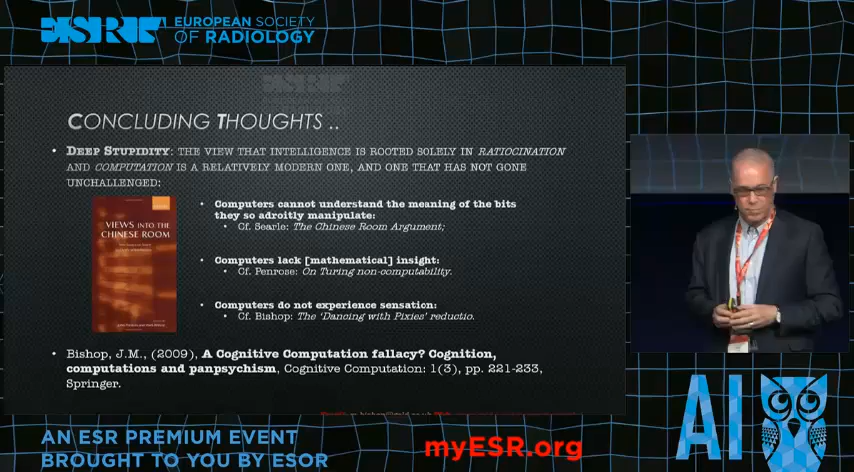 ESR EUROPEAN SOCIETY
OF RADIOLOGY
CONCLUDING THOUGHTS ..
• DEEP STUPIDITY: THE VIEW THAT INTELLIGENCE IS ROOTED SOLELY IN RATIOCINATION
AND COMPUTATION IS A RELATIVELY MODERN ONE, AND ONE THAT HAS NOT GONE
UNCHALLENGED:
VIEWS INTO THE
CHINESE ROOM
• Computers cannot understand the meaning of the bits
they so adroitly manipulate:
• Cf. Searle: The Chinese Room Argument;
• Computers lack [mathematical] insight:
• Cf. Penrose: On Turing non-computability.
• Computers do not experience sensation:
• Cf. Bishop: The 'Dancing with Pixies' reductio.
• Bishop, J.M., (2009), A Cognitive Computation fallacy? Cognition,
computations and panpsychism, Cognitive Computation: 1(3), pp. 221-233,
Springer.
AN ESR PREMIUM EVENT
BROUGHT TO YOU BY ESOR
myESR.org
AI